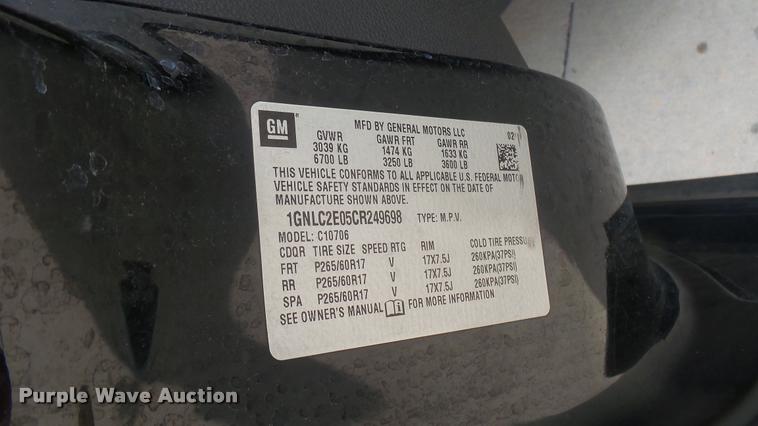 GM
MFD BY GENERAL MOTORS LLC
GVWR GAWR FRT GAWR RR
3039 KG 1474 KG 1633 KG
6700 LB 3250 LB 3600 LB
THIS VEHICLE CONFORMS TO ALL APPLICABLE U.S. FEDERAL MOTOR
VEHICLE SAFETY STANDARDS IN EFFECT ON THE DATE OF
MANUFACTURE SHOWN ABOVE.
1GNLC2E05CR249698 TYPE: M.P.V.
MODEL: C10706
CDQR TIRE SIZE SPEED RTG RIM COLD TIRE PRESSURE
FRT P265/60R17 V 17X7.5J 260KPA(37PSI)
RR P265/60R17 V 17X7.5J 260KPA(37PSI)
SPA P265/60R17 V 17X7.5J 260KPA(37PSI)
SEE OWNER'S MANUAL FOR MORE INFORMATION
Purple Wave Auction